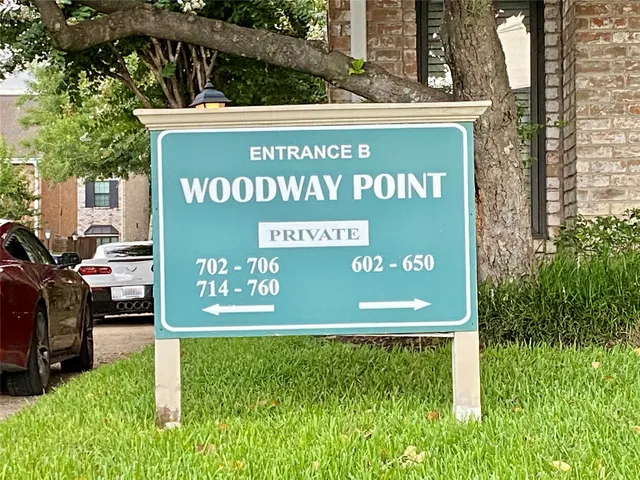 ENTRANCE B
WOODWAY POINT
PRIVATE
702 - 706 602 - 650
714 - 760